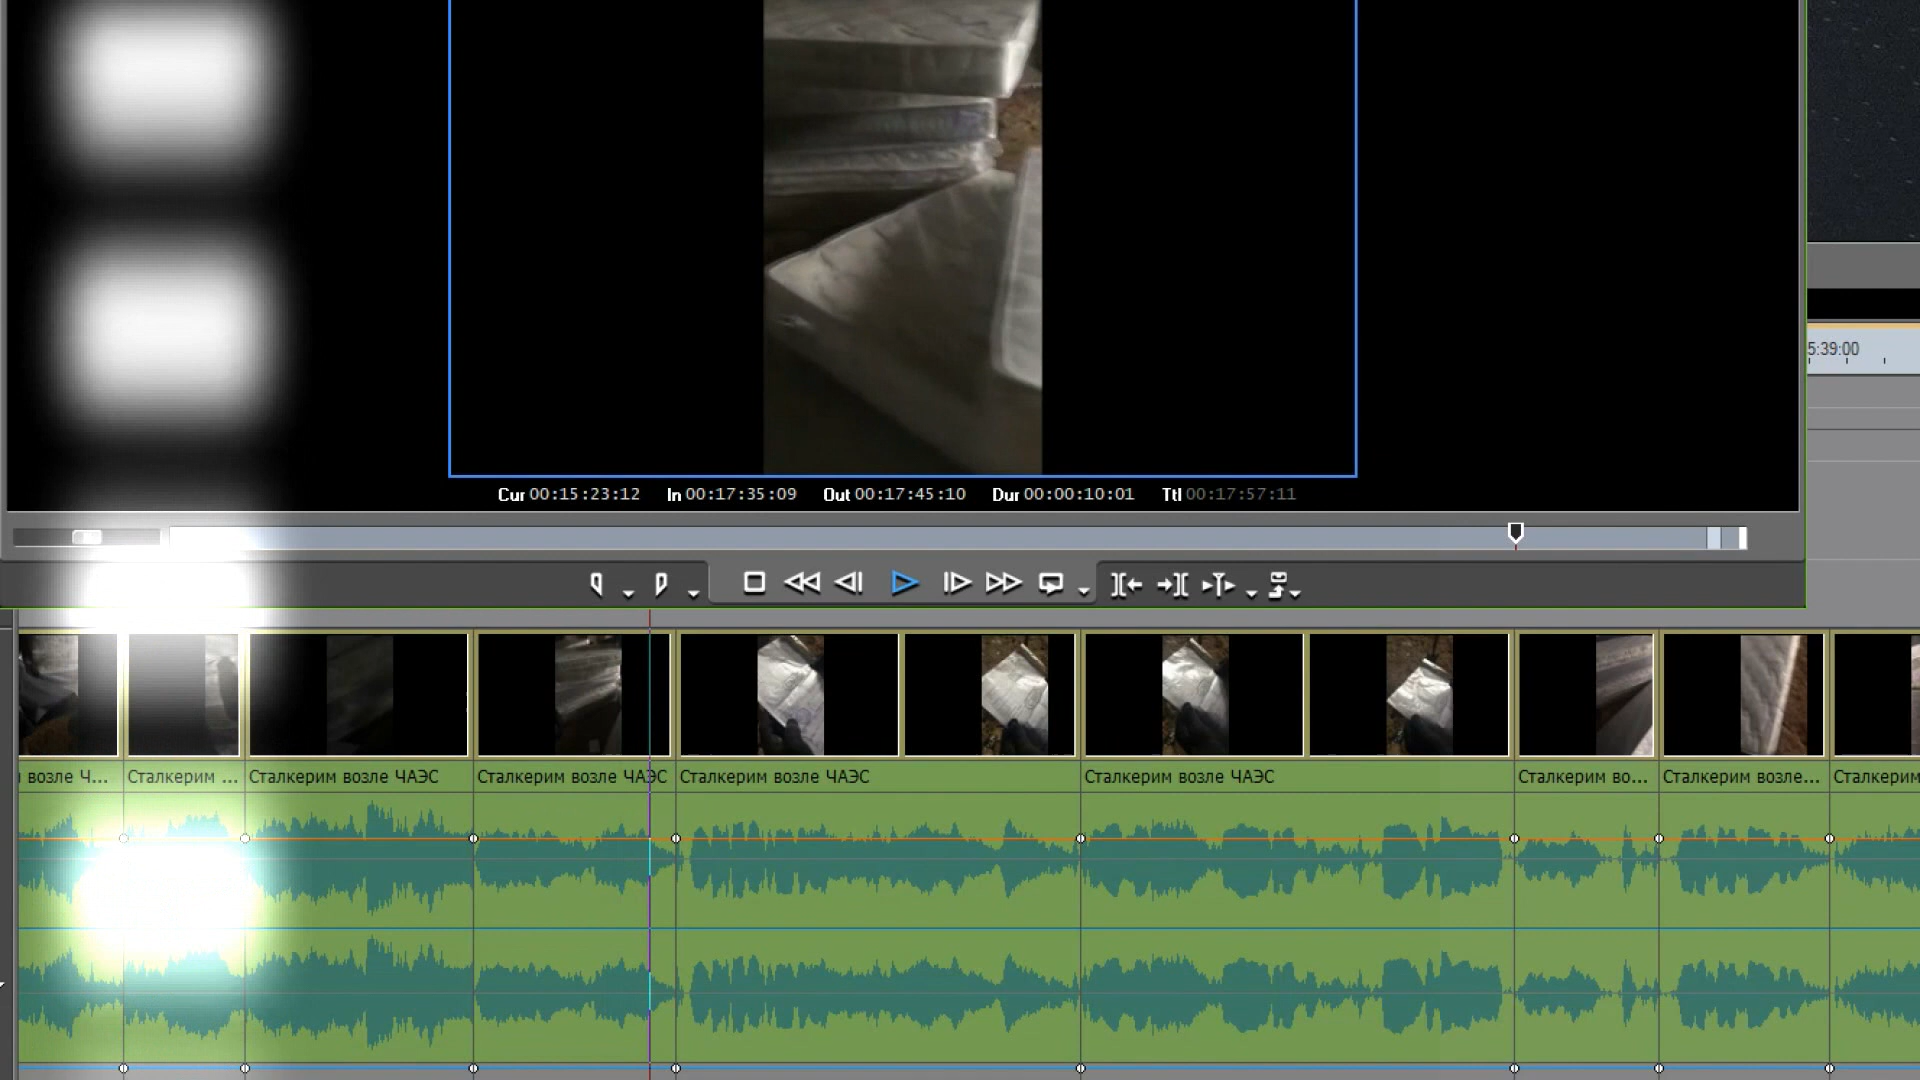 Cur 00:15:23:12 In 00:17:35:09 Out 00:17:45:10 Dur 00:00:10:01 Ttl 00:17:57:11
5:39:00
возле Ч... Сталкерим ... Сталкерим возле ЧАЭС Сталкерим возле ЧАЭС Сталкерим возле ЧАЭС Сталкерим возле ЧАЭС Сталкерим во... Сталкерим возле... Сталкерим